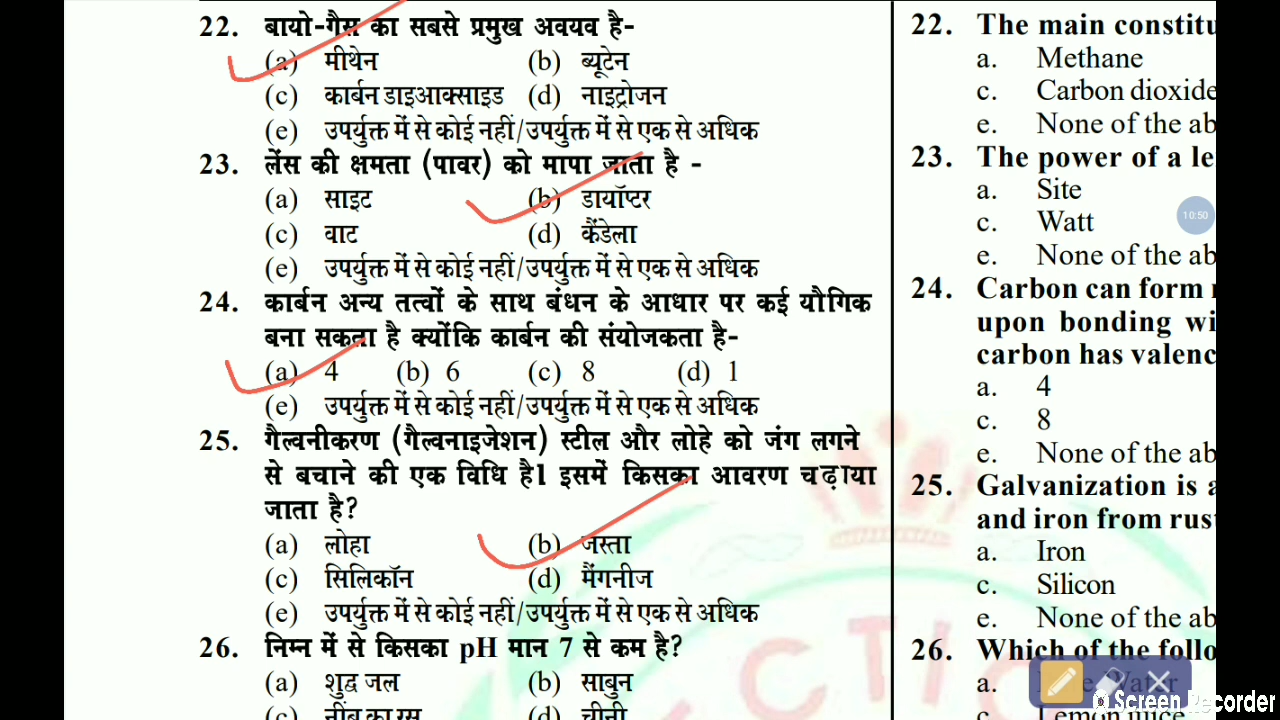 22. बायो-गैस का सबसे प्रमुख अवयव है-
(a) मीथेन (b) ब्यूटेन
(c) कार्बन डाइआक्साइड (d) नाइट्रोजन
(e) उपर्युक्त में से कोई नहीं/उपर्युक्त में से एक से अधिक
23. लेंस की क्षमता (पावर) को मापा जाता है -
(a) साइट (b) डायॉप्टर
(c) वाट (d) कैंडेला
(e) उपर्युक्त में से कोई नहीं/उपर्युक्त में से एक से अधिक
24. कार्बन अन्य तत्वों के साथ बंधन के आधार पर कई यौगिक
बना सकता है क्योंकि कार्बन की संयोजकता है-
(a) 4 (b) 6 (c) 8 (d) 1
(e) उपर्युक्त में से कोई नहीं/उपर्युक्त में से एक से अधिक
25. गैल्वनीकरण (गैल्वनाइजेशन) स्टील और लोहे को जंग लगने
से बचाने की एक विधि है। इसमें किसका आवरण चढ़ाया
जाता है?
(a) लोहा (b) जस्ता
(c) सिलिकॉन (d) मैंगनीज
(e) उपर्युक्त में से कोई नहीं/उपर्युक्त में से एक से अधिक
26. निम्न में से किसका pH मान 7 से कम है?
(a) शुद्ध जल (b) साबुन
(c) नींबू का रस (d) चीनी
22. The main constitu
a. Methane
c. Carbon dioxide
e. None of the ab
23. The power of a le
a. Site
c. Watt
e. None of the ab
24. Carbon can form
upon bonding wi
carbon has valenc
a. 4
c. 8
e. None of the ab
25. Galvanization is a
and iron from rust
a. Iron
c. Silicon
e. None of the ab
26. Which of the follo
a. Water
c. Lemon juice
10:50
CTIC
Screen Recorder